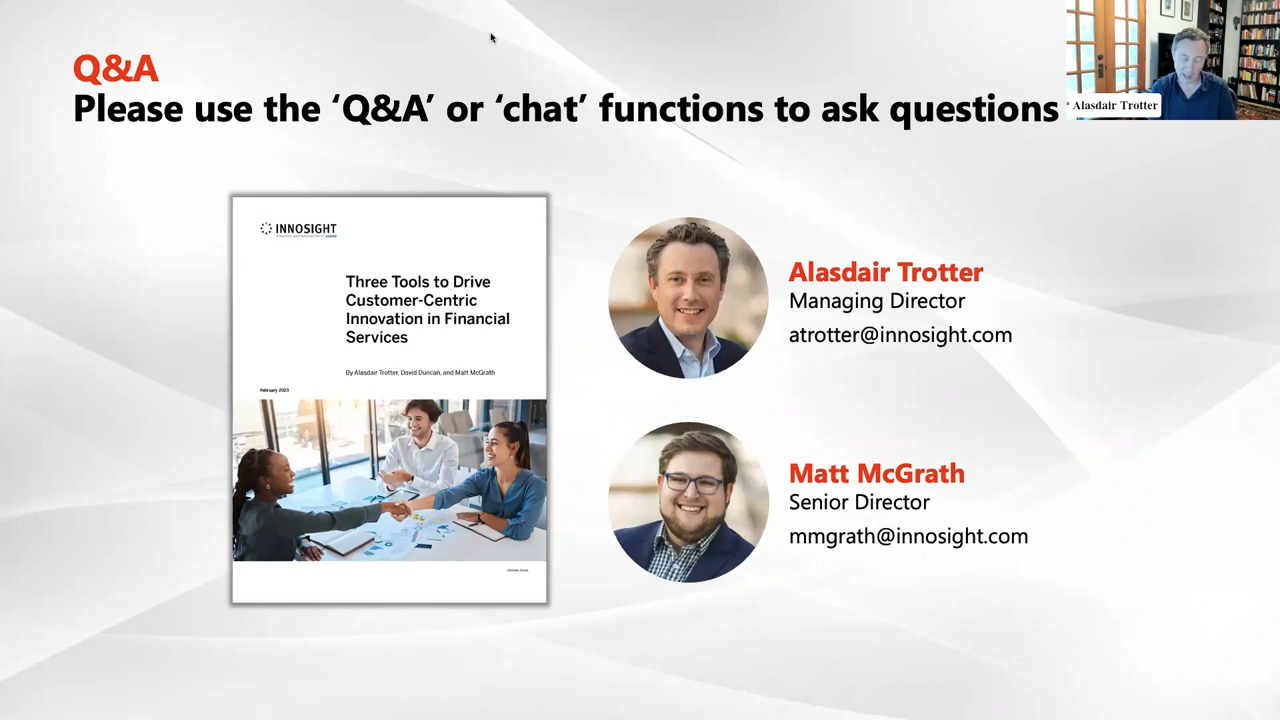 Q&A
Please use the ‘Q&A’ or ‘chat’ functions to ask questions
Alasdair Trotter
INNOSIGHT
Three Tools to Drive
Customer-Centric
Innovation in Financial
Services
By Alasdair Trotter, David Duncan, and Matt McGrath
February 2023
Alasdair Trotter
Managing Director
atrotter@innosight.com
Matt McGrath
Senior Director
mmgrath@innosight.com